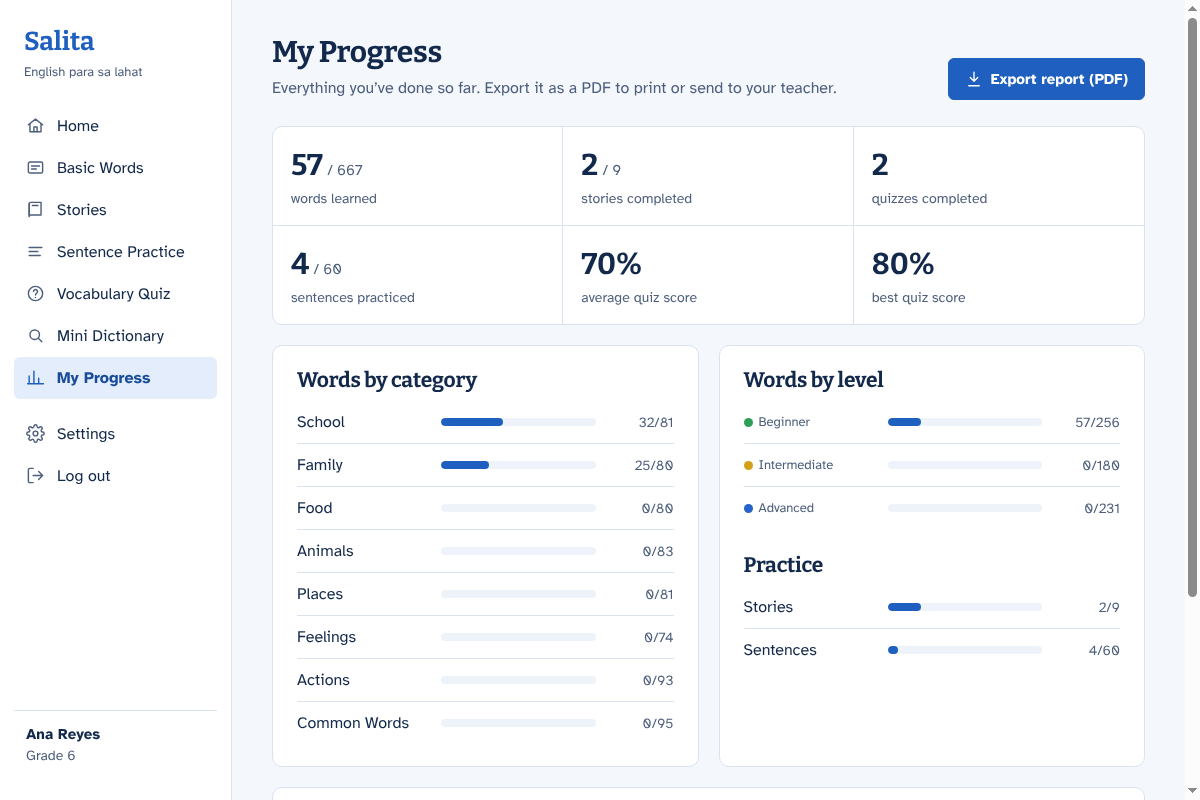 Salita
English para sa lahat
Home
Basic Words
Stories
Sentence Practice
Vocabulary Quiz
Mini Dictionary
My Progress
Settings
Log out
Ana Reyes
Grade 6
My Progress
Everything you’ve done so far. Export it as a PDF to print or send to your teacher.
Export report (PDF)
57 / 667
words learned
2 / 9
stories completed
2
quizzes completed
4 / 60
sentences practiced
70%
average quiz score
80%
best quiz score
Words by category
School 32/81
Family 25/80
Food 0/80
Animals 0/83
Places 0/81
Feelings 0/74
Actions 0/93
Common Words 0/95
Words by level
Beginner 57/256
Intermediate 0/180
Advanced 0/231
Practice
Stories 2/9
Sentences 4/60